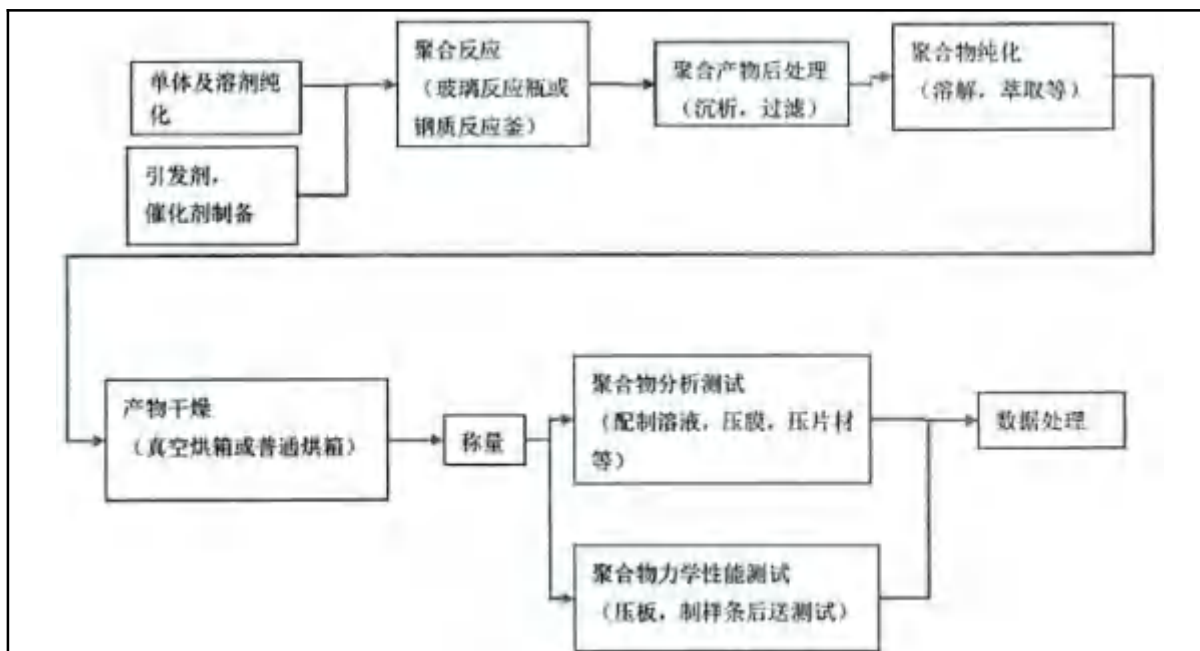 单体及溶剂纯
化
引发剂，
催化剂制备
聚合反应
（玻璃反应瓶或
钢质反应釜）
聚合产物后处理
（沉析，过滤）
聚合物纯化
（溶解，萃取等）
产物干燥
（真空烘箱或普通烘箱）
称量
聚合物分析测试
（配制溶液，压膜，压片材
等）
聚合物力学性能测试
（压板，制样条后送测试）
数据处理